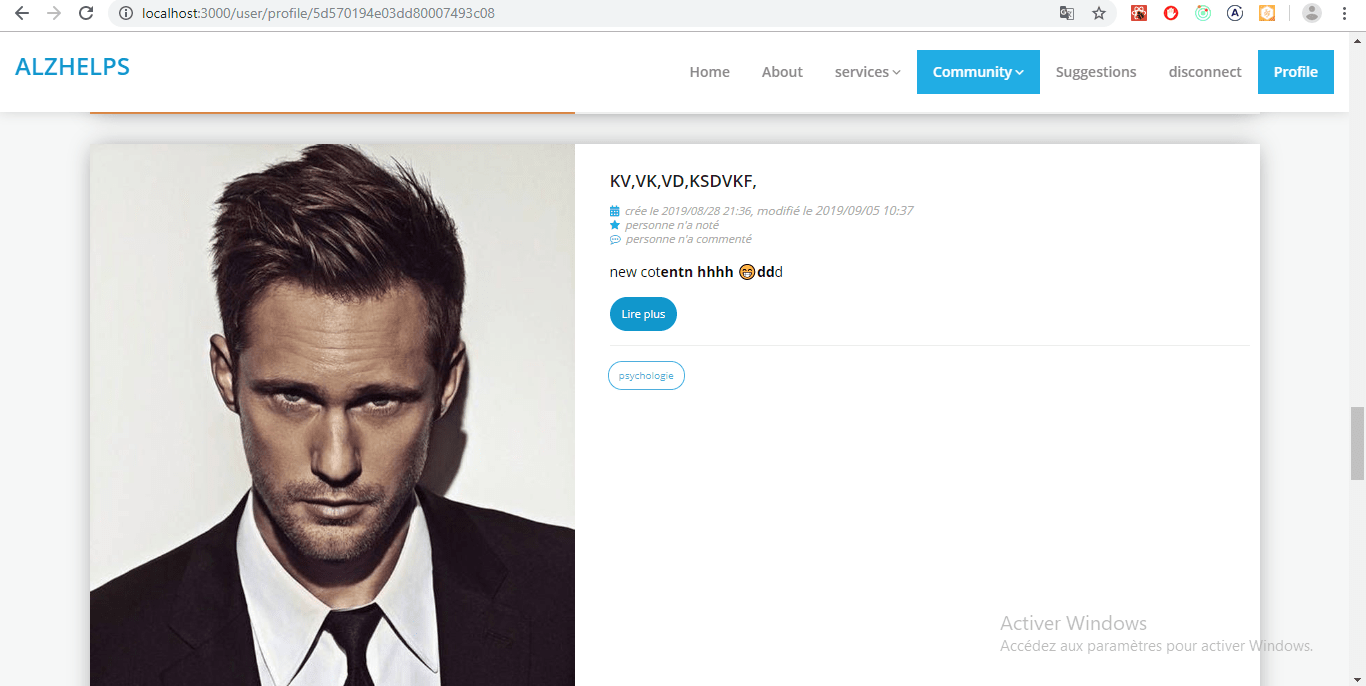 localhost:3000/user/profile/5d570194e03dd80007493c08
ALZHELPS
Home About services Community Suggestions disconnect Profile
KV,VK,VD,KSDVKF,
crée le 2019/08/28 21:36, modifié le 2019/09/05 10:37
personne n'a noté
personne n'a commenté
new cotentn hhhh 😁ddd
Lire plus
psychologie
Activer Windows
Accédez aux paramètres pour activer Windows.